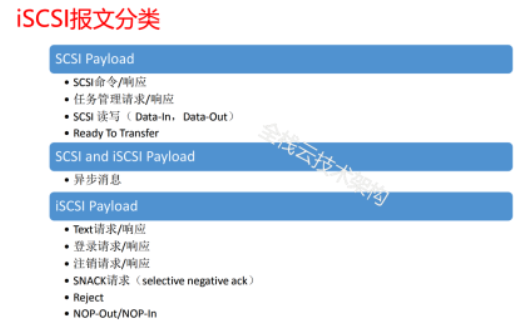 iSCSI报文分类
SCSI Payload
• SCSI命令/响应
• 任务管理请求/响应
• SCSI 读写（ Data-In，Data-Out）
• Ready To Transfer
SCSI and iSCSI Payload
• 异步消息
iSCSI Payload
• Text请求/响应
• 登录请求/响应
• 注销请求/响应
• SNACK请求（selective negative ack）
• Reject
• NOP-Out/NOP-In
全栈云技术架构